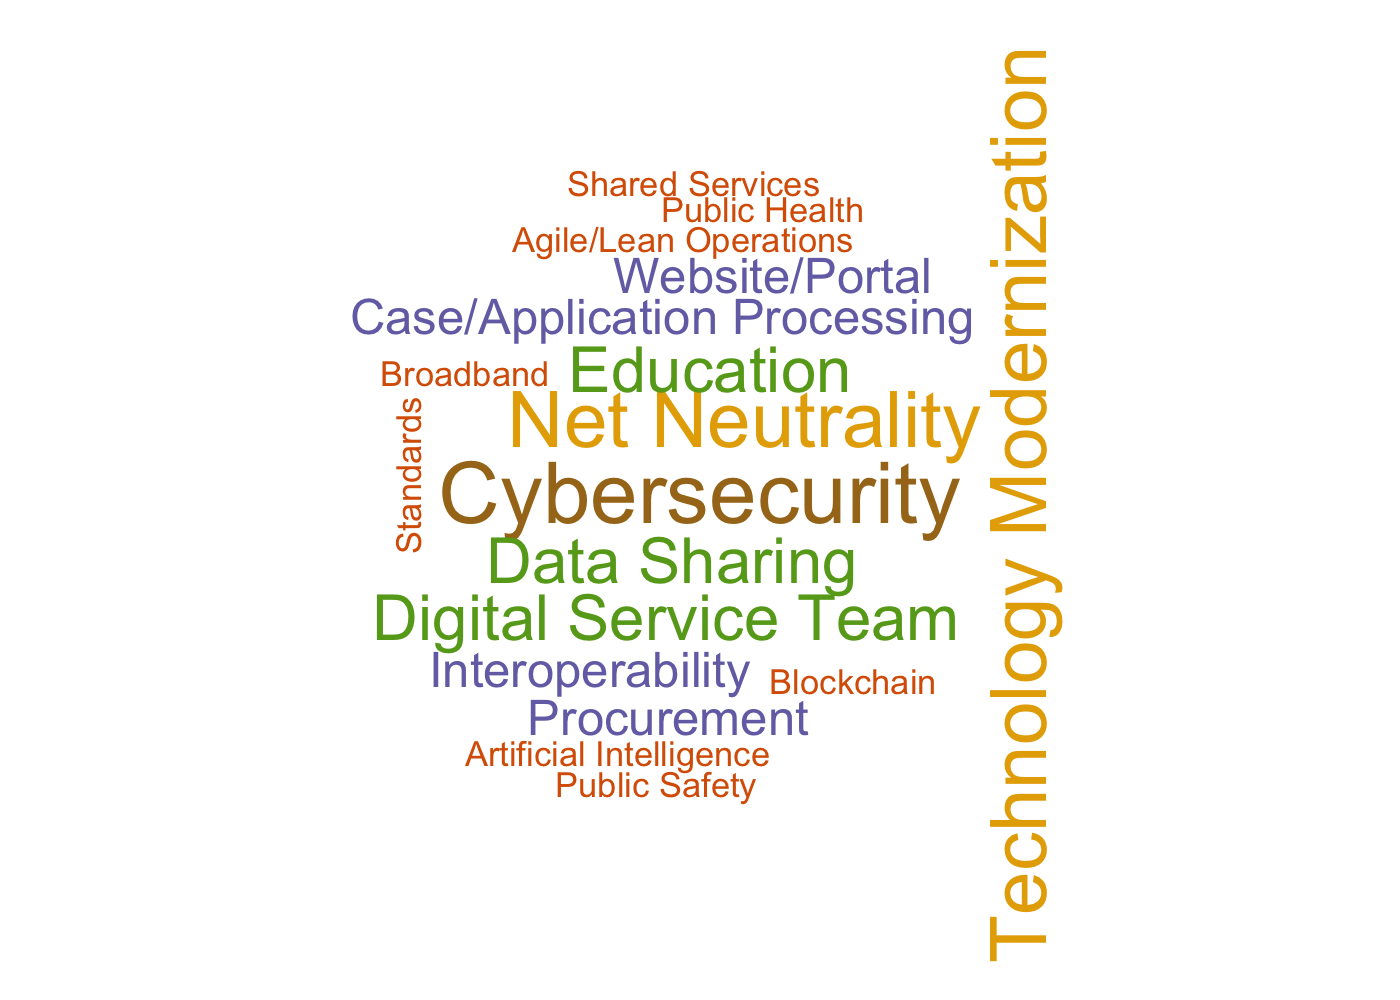 Shared Services
Public Health
Agile/Lean Operations
Website/Portal
Case/Application Processing
Education
Broadband
Net Neutrality
Standards
Cybersecurity
Data Sharing
Digital Service Team
Interoperability
Blockchain
Procurement
Artificial Intelligence
Public Safety
Technology Modernization